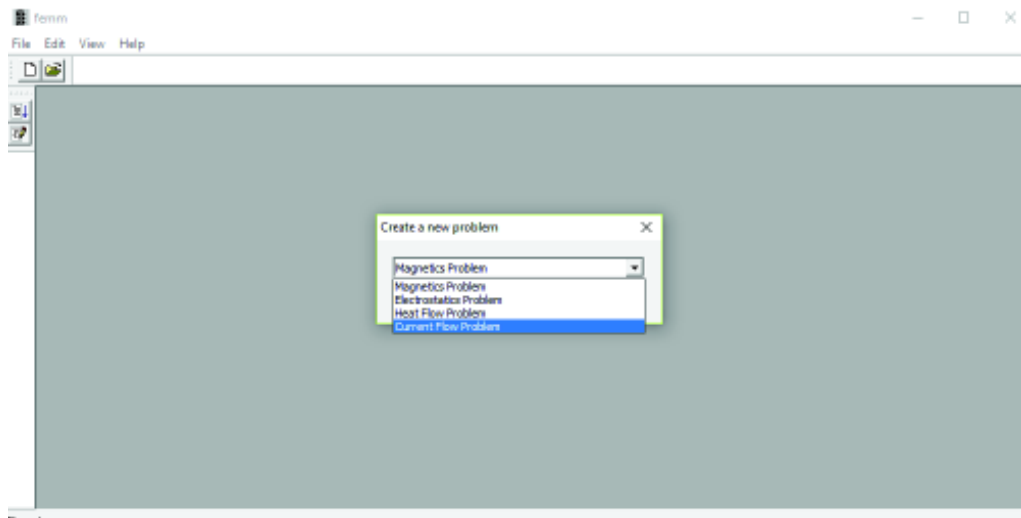 femm
File Edit View Help
Create a new problem
Magnetics Problem
Magnetics Problem
Electrostatics Problem
Heat Flow Problem
Current Flow Problem